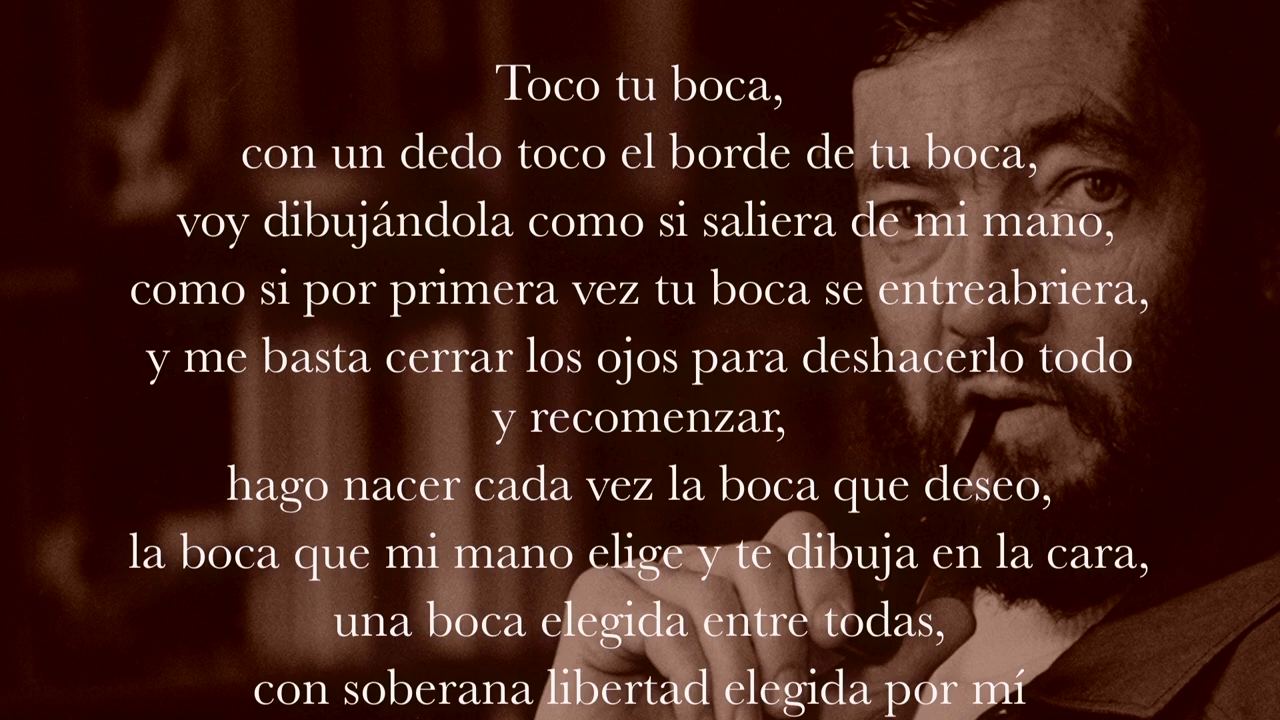 Toco tu boca,
con un dedo toco el borde de tu boca,
voy dibujándola como si saliera de mi mano,
como si por primera vez tu boca se entreabriera,
y me basta cerrar los ojos para deshacerlo todo
y recomenzar,
hago nacer cada vez la boca que deseo,
la boca que mi mano elige y te dibuja en la cara,
una boca elegida entre todas,
con soberana libertad elegida por mí